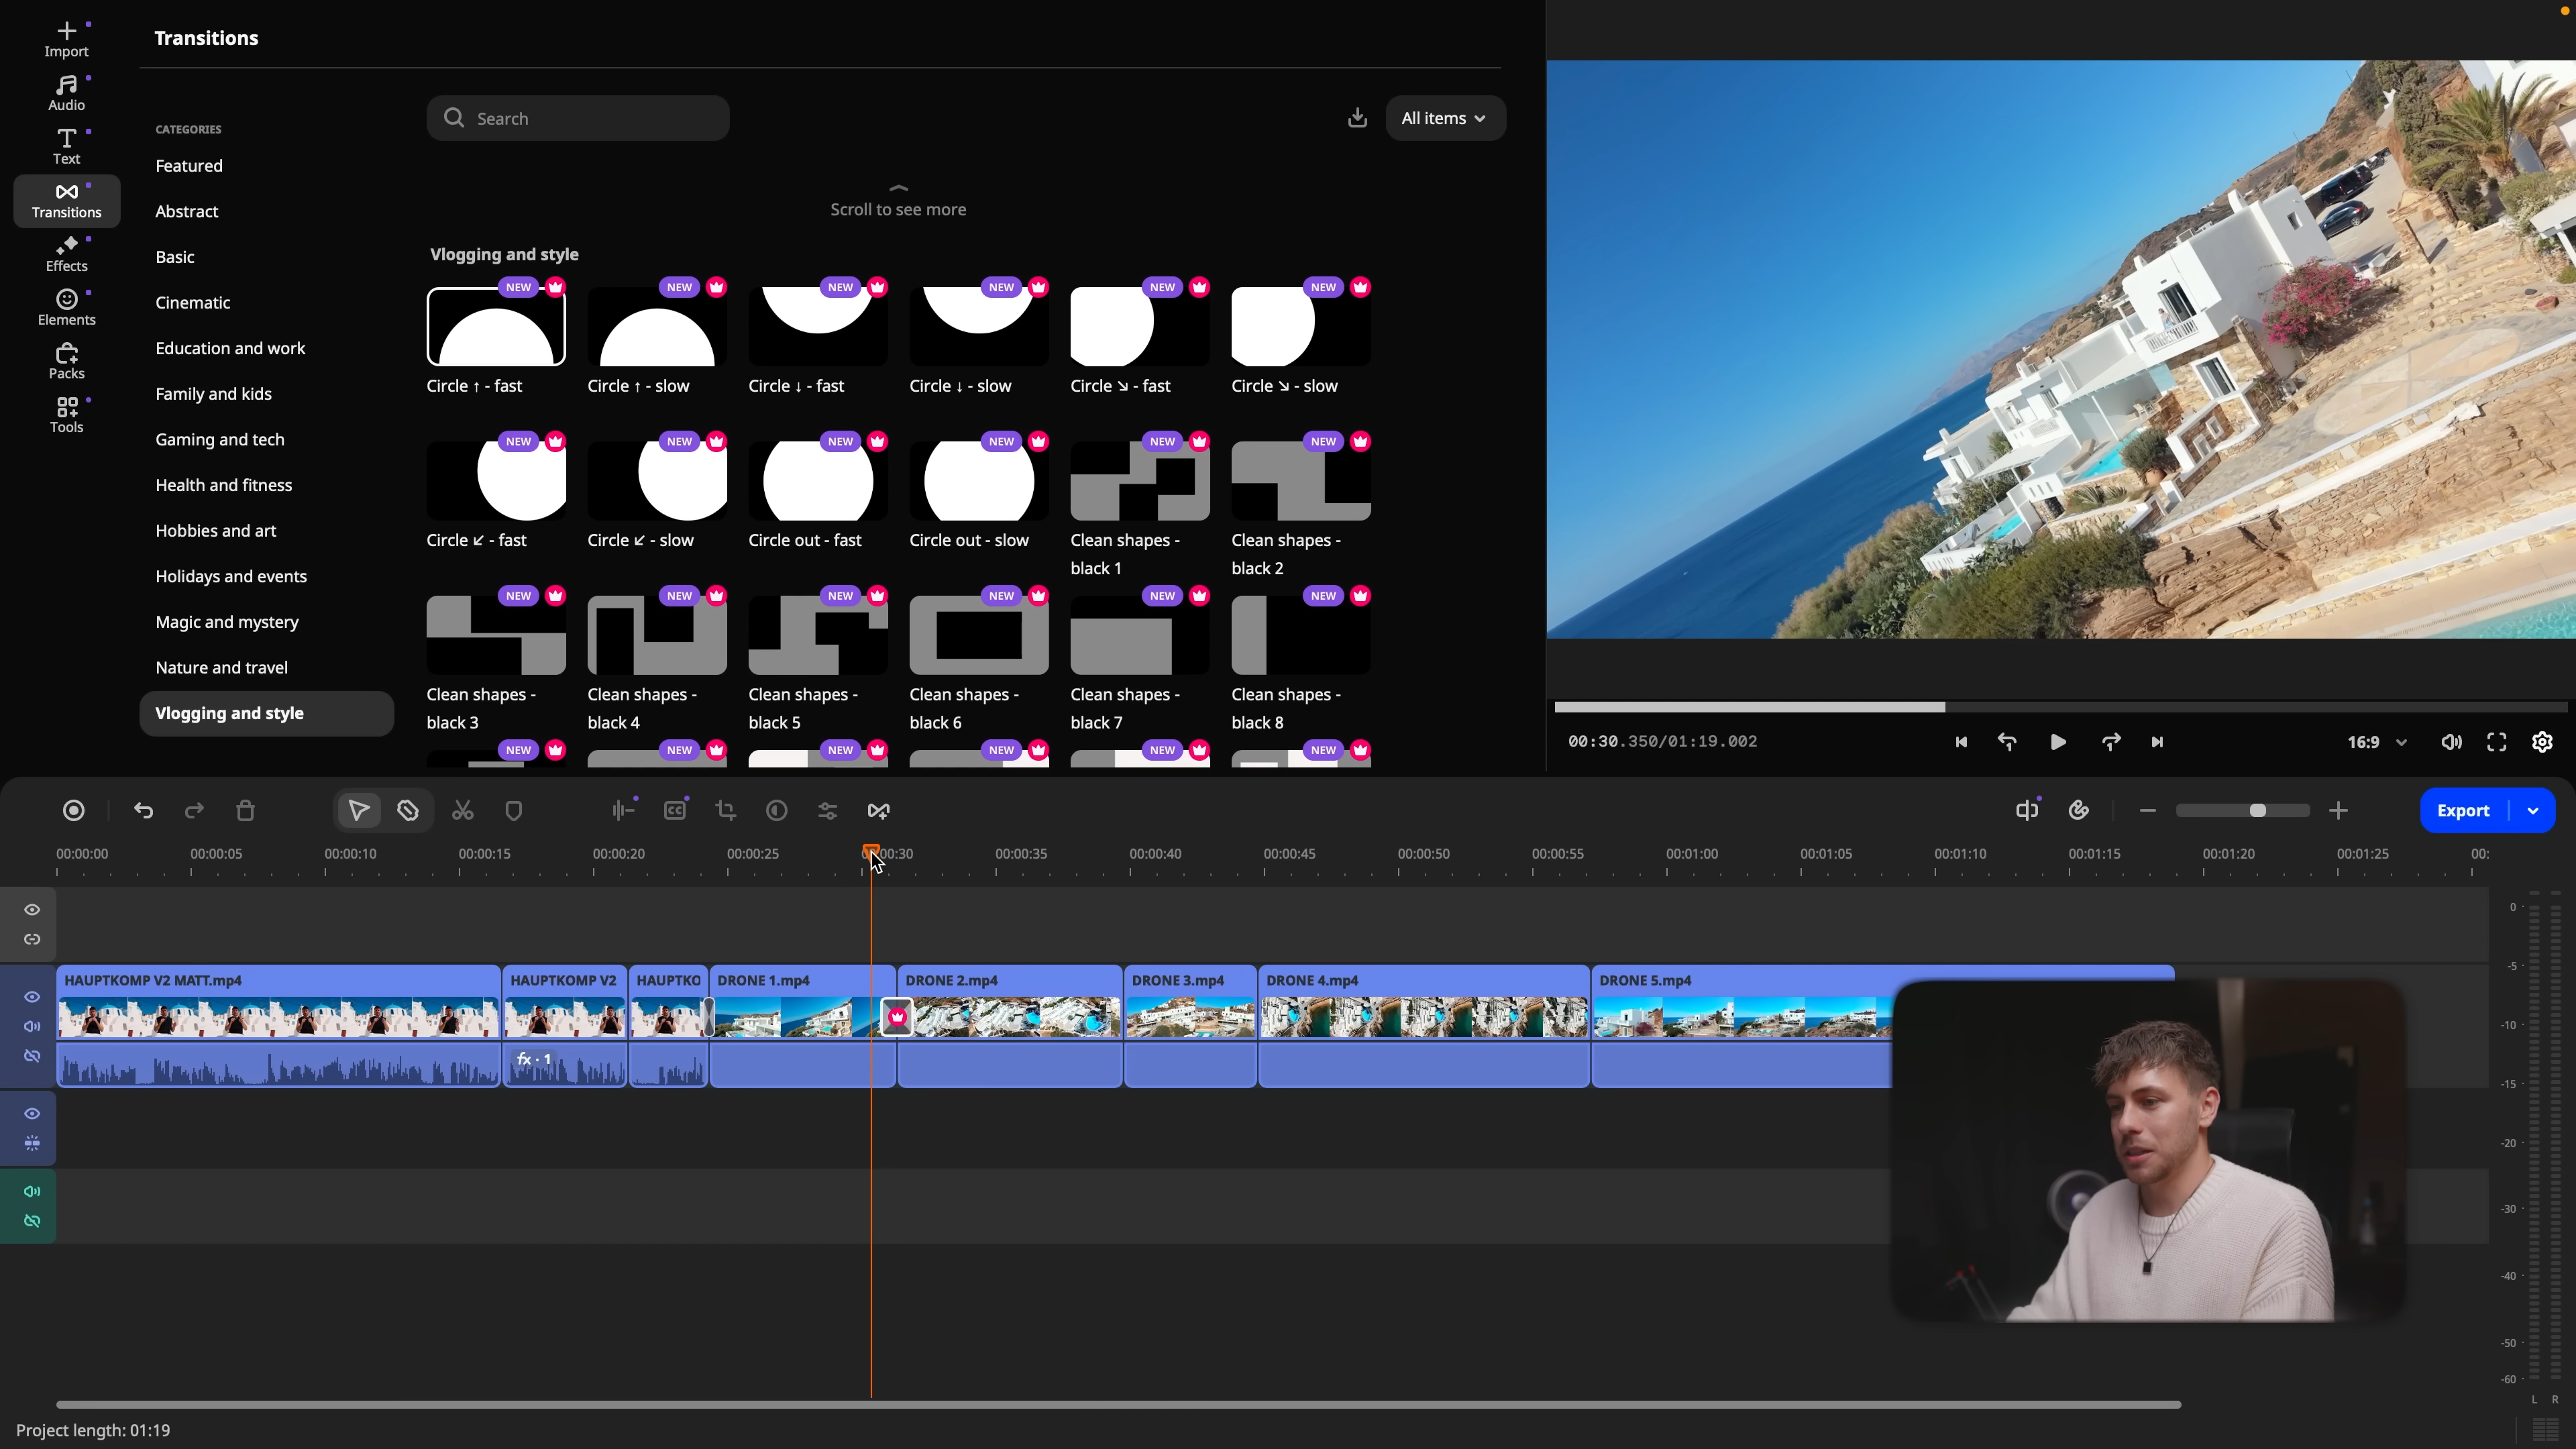 Import
Audio
Text
Transitions
Effects
Elements
Packs
Tools
Transitions
CATEGORIES
Featured
Abstract
Basic
Cinematic
Education and work
Family and kids
Gaming and tech
Health and fitness
Hobbies and art
Holidays and events
Magic and mystery
Nature and travel
Vlogging and style
Search
All items
Scroll to see more
Vlogging and style
NEW NEW NEW NEW NEW NEW
Circle ↑ - fast
Circle ↑ - slow
Circle ↓ - fast
Circle ↓ - slow
Circle ↘ - fast
Circle ↘ - slow
NEW NEW NEW NEW NEW NEW
Circle ↙ - fast
Circle ↙ - slow
Circle out - fast
Circle out - slow
Clean shapes -
black 1
Clean shapes -
black 2
NEW NEW NEW NEW NEW NEW
Clean shapes -
black 3
Clean shapes -
black 4
Clean shapes -
black 5
Clean shapes -
black 6
Clean shapes -
black 7
Clean shapes -
black 8
NEW NEW NEW NEW NEW NEW
00:30.350/01:19.002
16:9
CC
Export
00:00:00 00:00:05 00:00:10 00:00:15 00:00:20 00:00:25 00:30 00:00:35 00:00:40 00:00:45 00:00:50 00:00:55 00:01:00 00:01:05 00:01:10 00:01:15 00:01:20 00:01:25 00:
HAUPTKOMP V2 MATT.mp4
HAUPTKOMP V2
HAUPTKO
DRONE 1.mp4
DRONE 2.mp4
DRONE 3.mp4
DRONE 4.mp4
DRONE 5.mp4
fx · 1
0
-5
-10
-15
-20
-30
-40
-50
-60
L R
Project length: 01:19